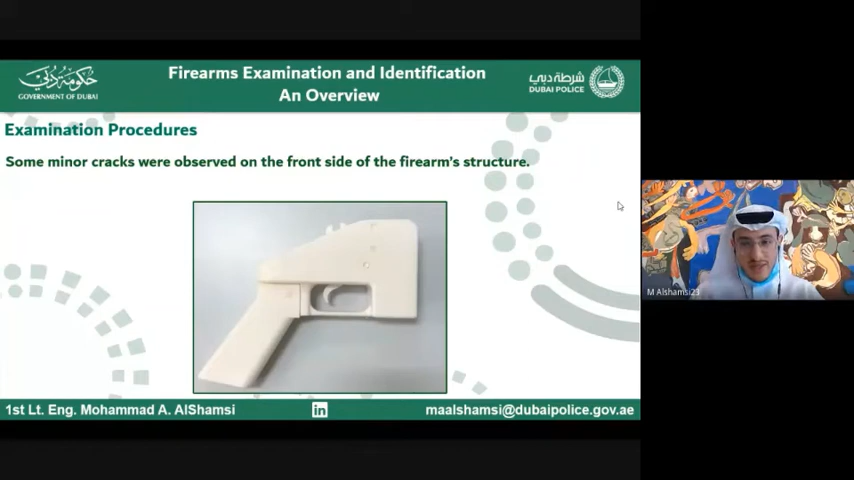 حكومة دبي
GOVERNMENT OF DUBAI
Firearms Examination and Identification
An Overview
شرطة دبي
DUBAI POLICE
Examination Procedures
Some minor cracks were observed on the front side of the firearm's structure.
M Alshamsi23
1st Lt. Eng. Mohammad A. AlShamsi
in
maalshamsi@dubaipolice.gov.ae